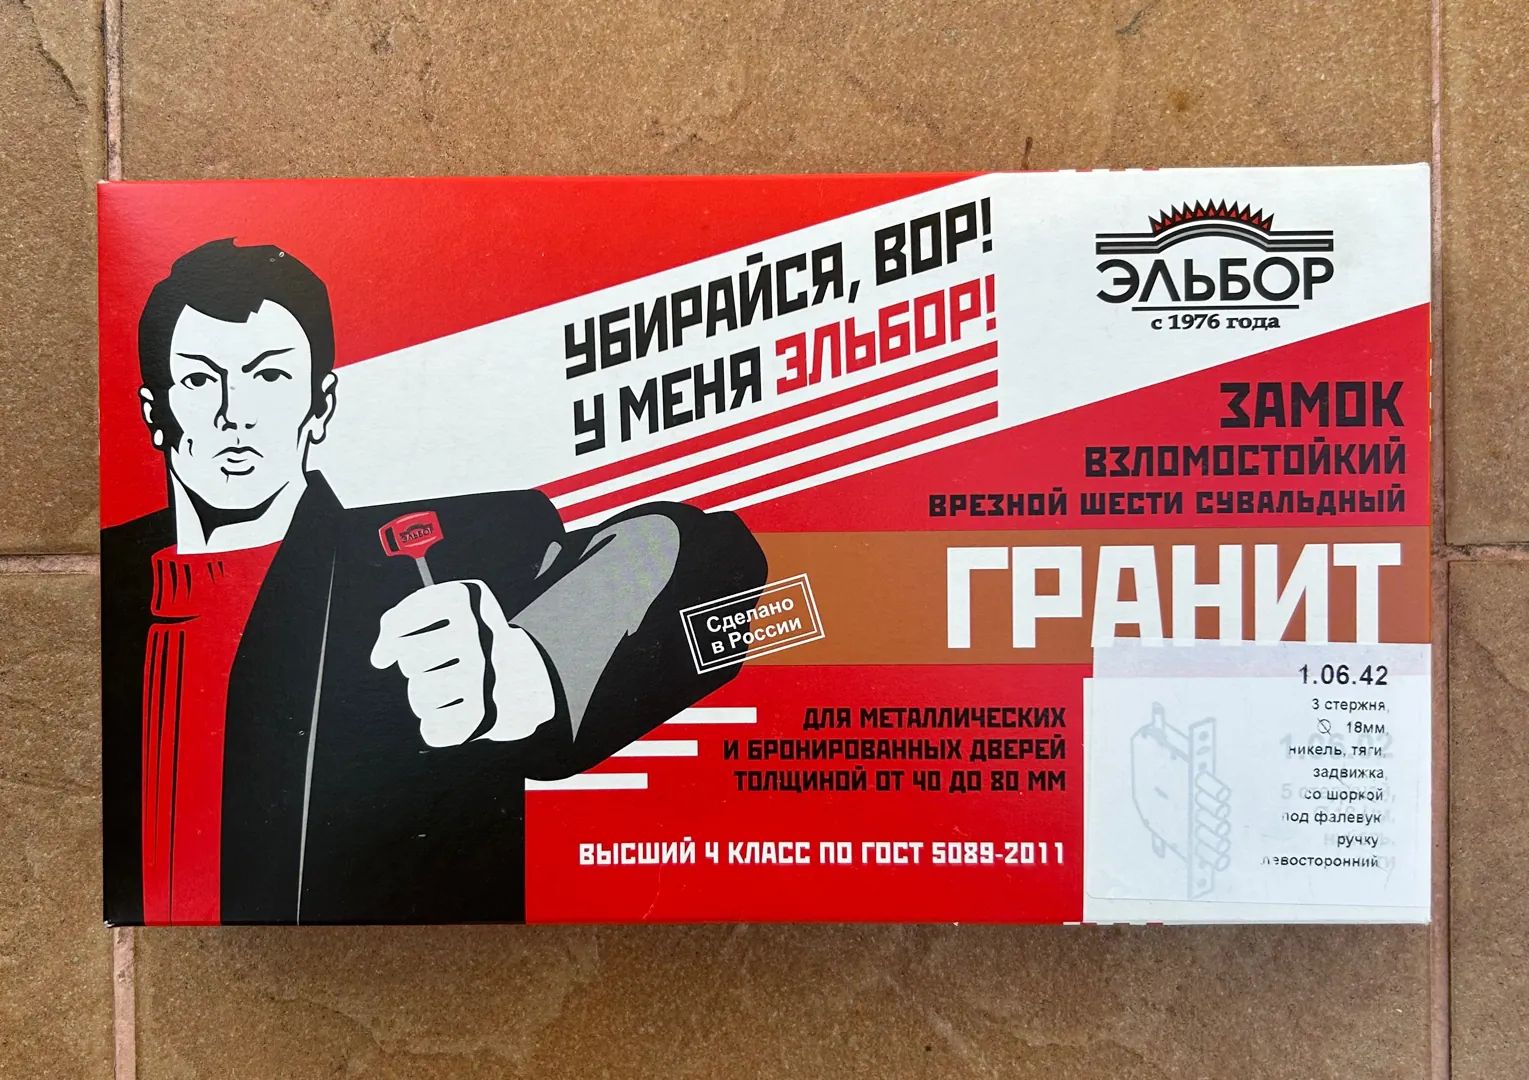 УБИРАЙСЯ, ВОР!
У МЕНЯ ЭЛЬБОР!
ЭЛЬБОР
с 1976 года
ЗАМОК
ВЗЛОМОСТОЙКИЙ
ВРЕЗНОЙ ШЕСТИ СУВАЛЬДНЫЙ
ГРАНИТ
ЭЛЬБОР
Сделано
в России
ДЛЯ МЕТАЛЛИЧЕСКИХ
И БРОНИРОВАННЫХ ДВЕРЕЙ
ТОЛЩИНОЙ ОТ 40 ДО 80 ММ
ВЫСШИЙ 4 КЛАСС ПО ГОСТ 5089-2011
1.06.42
3 стержня,
18мм
никель, тяги,
задвижка
со шоркой
под фалевую
ручку
левосторонний